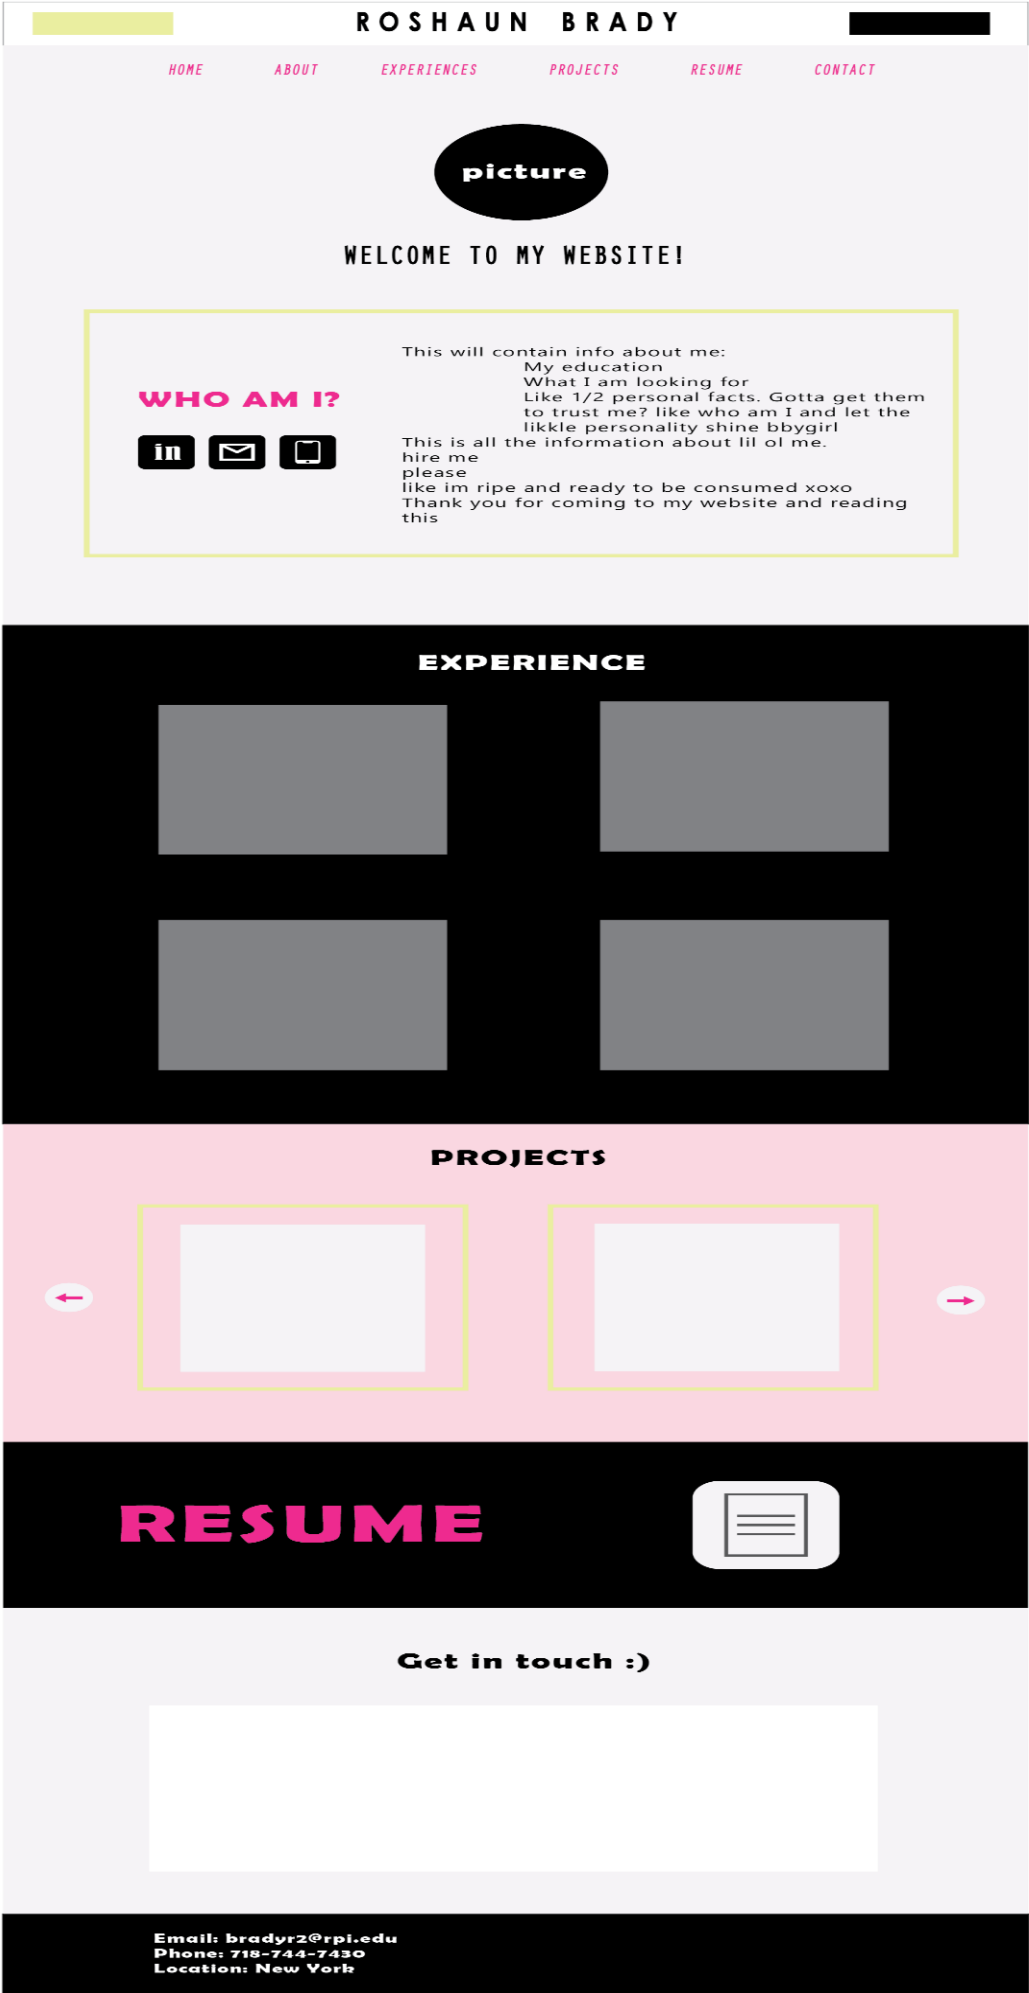 ROSHAUN BRADY
HOME ABOUT EXPERIENCES PROJECTS RESUME CONTACT
picture
WELCOME TO MY WEBSITE!
WHO AM I?
in
This will contain info about me:
My education
What I am looking for
Like 1/2 personal facts. Gotta get them
to trust me? like who am I and let the
likkle personality shine bbygirl
This is all the information about lil ol me.
hire me
please
like im ripe and ready to be consumed xoxo
Thank you for coming to my website and reading
this
EXPERIENCE
PROJECTS
RESUME
Get in touch :)
Email: bradyr2@rpi.edu
Phone: 718-744-7430
Location: New York